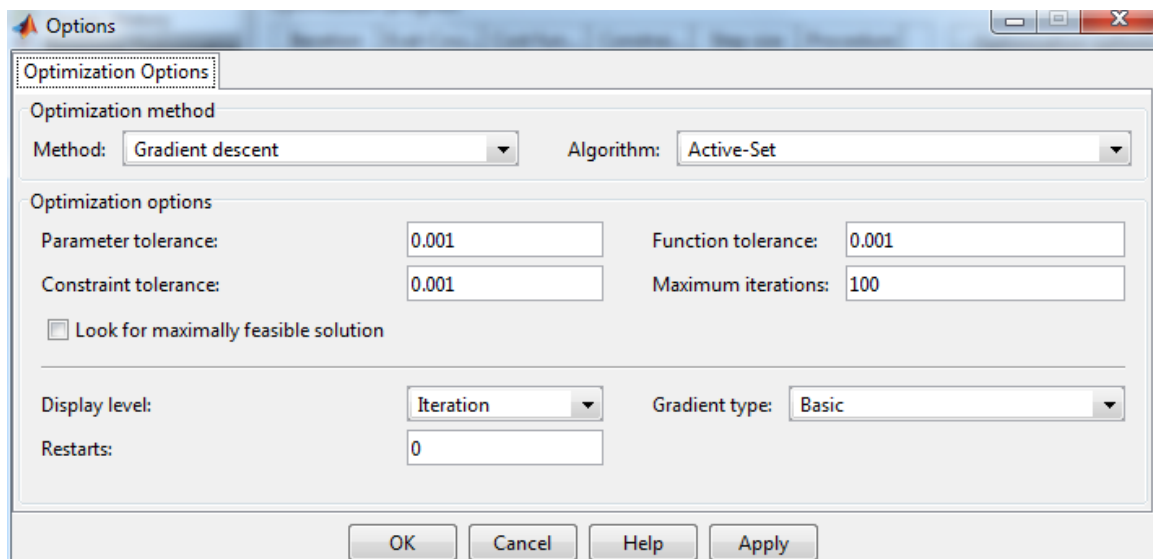 Options
Optimization Options
Optimization method
Method: Gradient descent Algorithm: Active-Set
Optimization options
Parameter tolerance: 0.001 Function tolerance: 0.001
Constraint tolerance: 0.001 Maximum iterations: 100
Look for maximally feasible solution
Display level: Iteration Gradient type: Basic
Restarts: 0
OK Cancel Help Apply